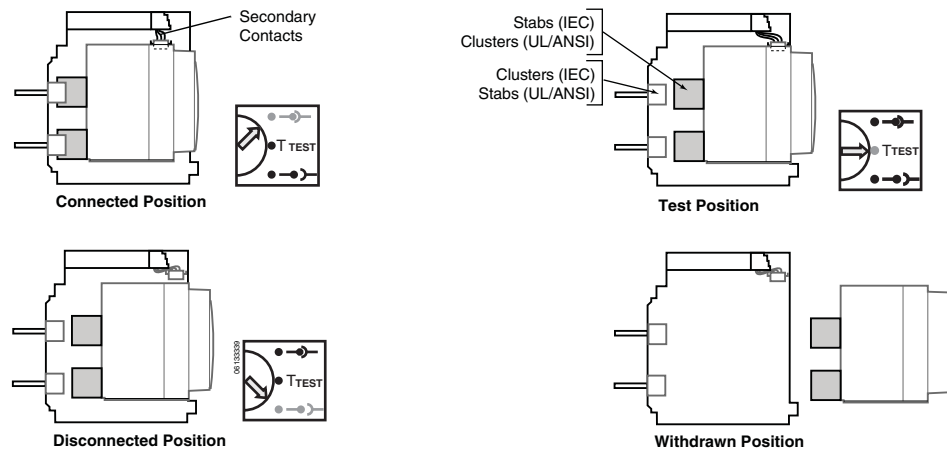 Secondary
Contacts
T TEST
Connected Position
Stabs (IEC)
Clusters (UL/ANSI)
Clusters (IEC)
Stabs (UL/ANSI)
TTEST
Test Position
06133339
TTEST
Disconnected Position
Withdrawn Position